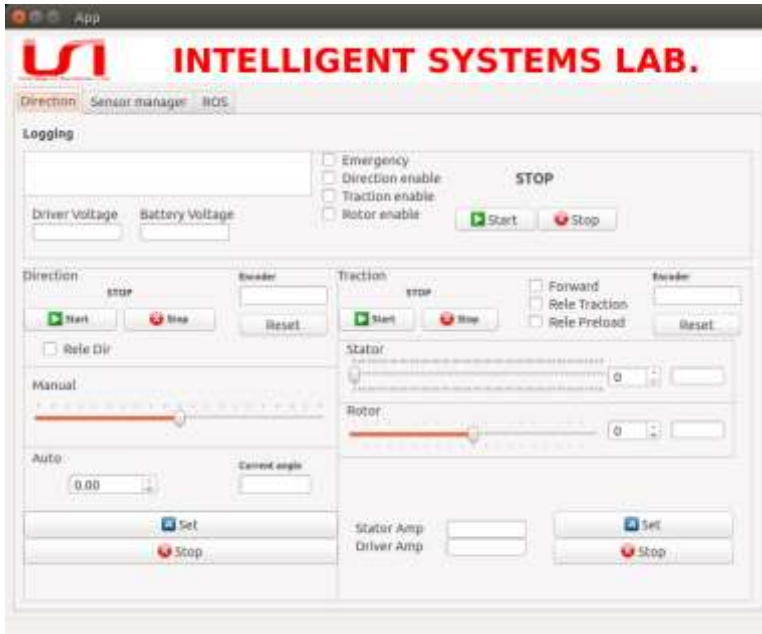 App
INTELLIGENT SYSTEMS LAB.
Direction Sensor manager ROS
Logging
Emergency
Direction enable
Traction enable
Rotor enable
STOP
Start Stop
Driver Voltage Battery Voltage
Direction
STOP
Encoder
Start Stop Reset
Rele Dir
Manual
Auto
0.00
Current angle
Set
Stop
Traction
STOP
Forward
Rele Traction
Rele Preload
Encoder
Start Stop Reset
Stator
0
Rotor
0
Stator Amp
Driver Amp
Set
Stop